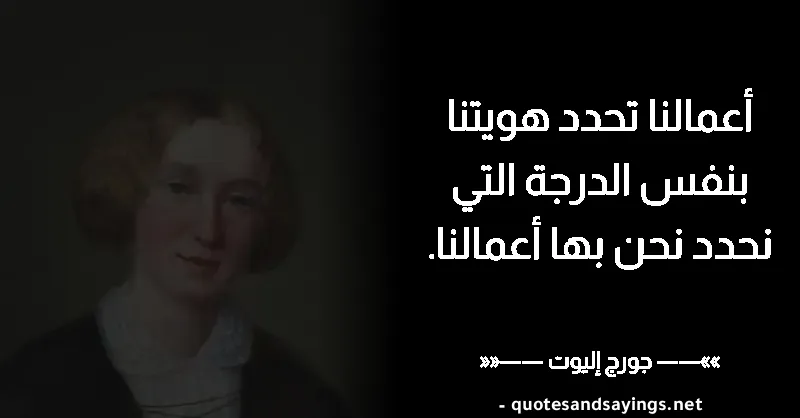 أعمالنا تحدد هويتنا
بنفس الدرجة التي
نحدد نحن بها أعمالنا.
»»—— جورج إليوت ——««
- quotesandsayings.net